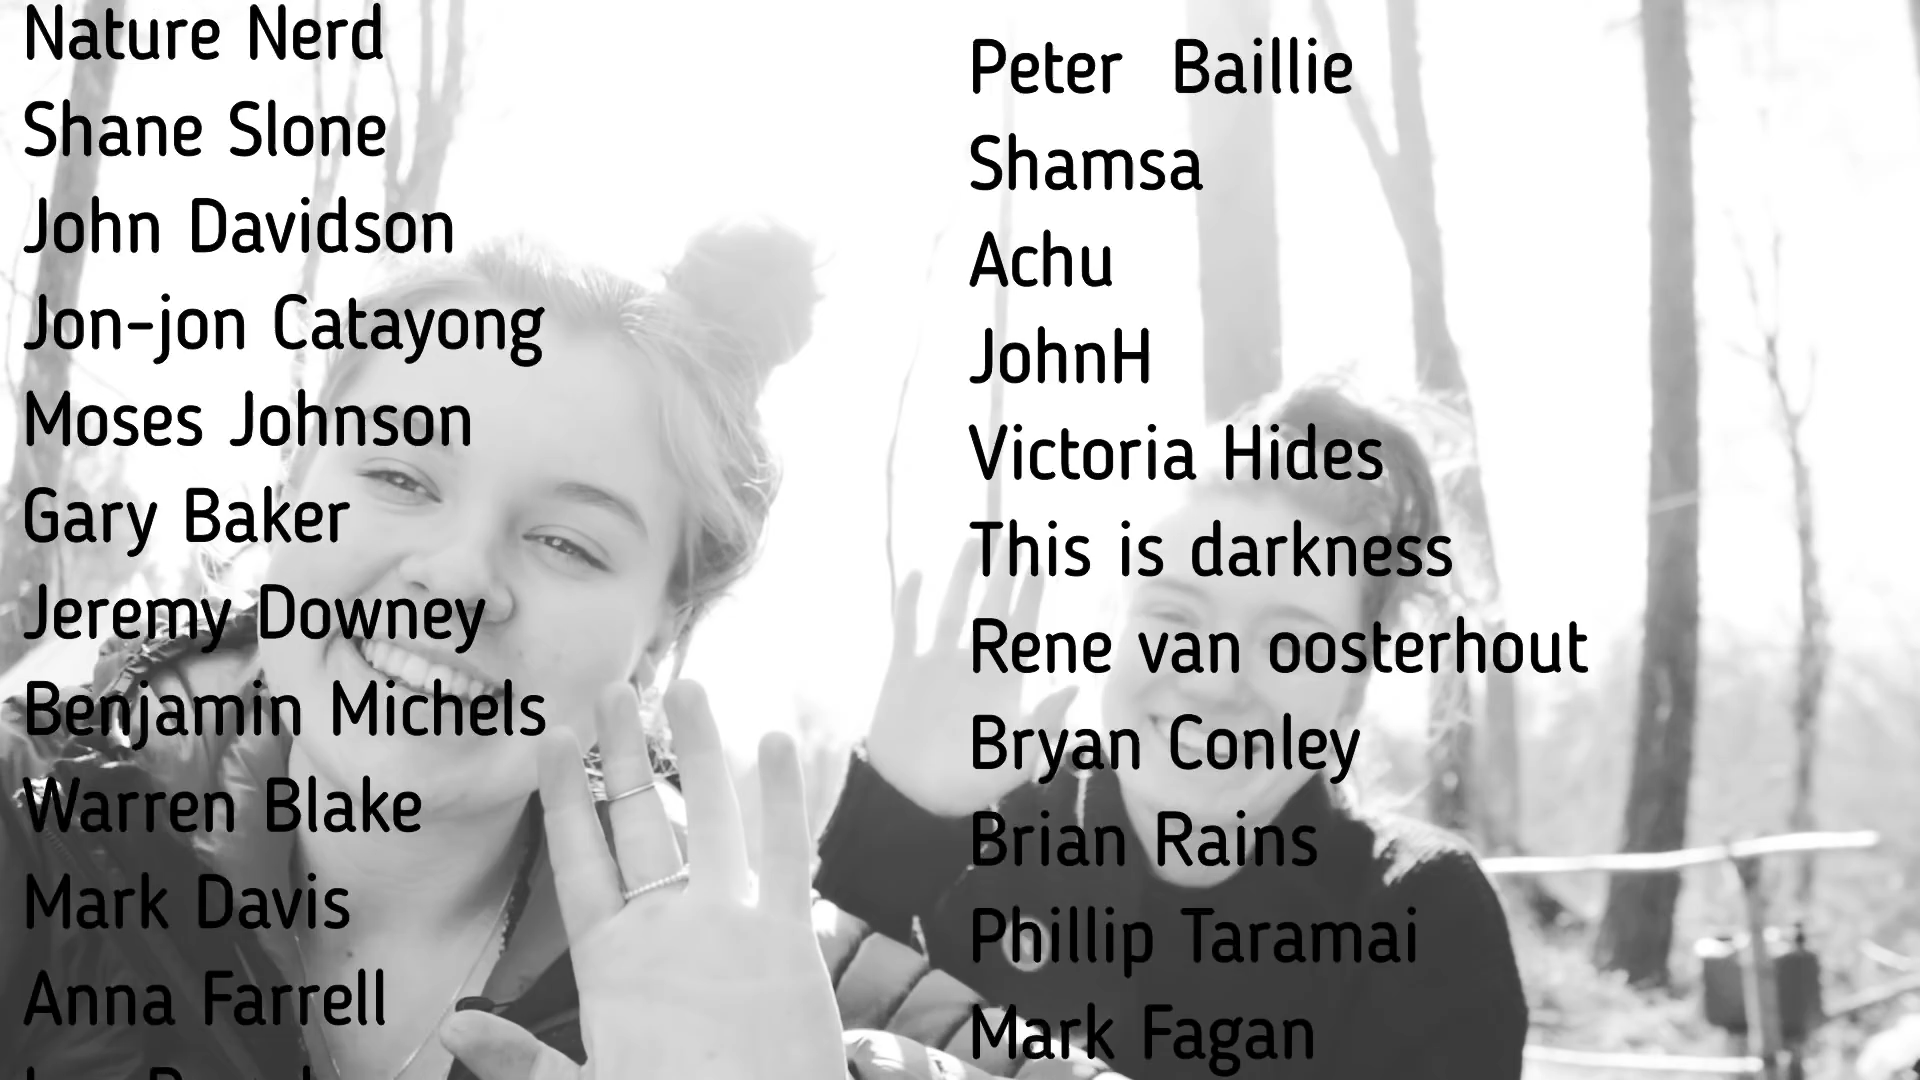 Nature Nerd
Shane Slone
John Davidson
Jon-jon Catayong
Moses Johnson
Gary Baker
Jeremy Downey
Benjamin Michels
Warren Blake
Mark Davis
Anna Farrell
Peter Baillie
Shamsa
Achu
JohnH
Victoria Hides
This is darkness
Rene van oosterhout
Bryan Conley
Brian Rains
Phillip Taramai
Mark Fagan